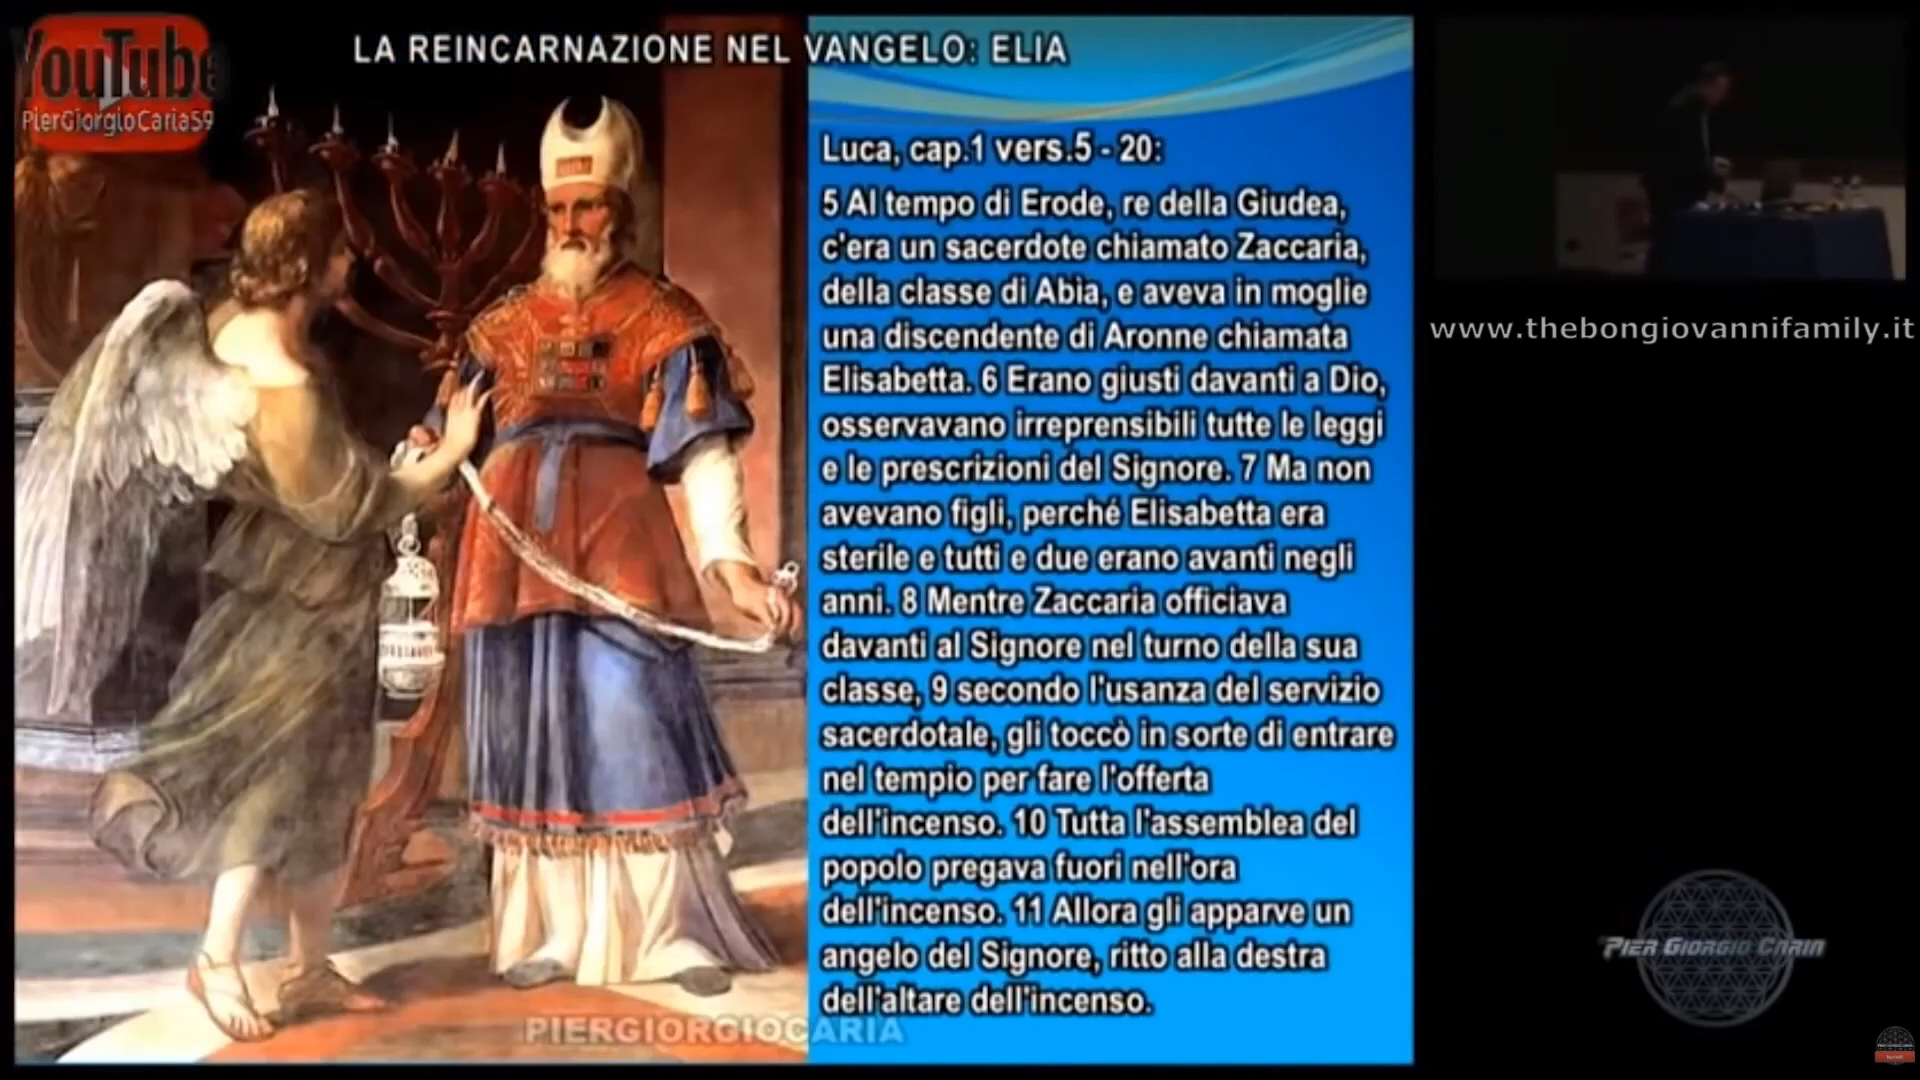 YouTube
PierGiorgioCaria59
LA REINCARNAZIONE NEL VANGELO: ELIA
Luca, cap.1 vers.5 - 20:
5 Al tempo di Erode, re della Giudea,
c'era un sacerdote chiamato Zaccaria,
della classe di Abìa, e aveva in moglie
una discendente di Aronne chiamata
Elisabetta. 6 Erano giusti davanti a Dio,
osservavano irreprensibili tutte le leggi
e le prescrizioni del Signore. 7 Ma non
avevano figli, perché Elisabetta era
sterile e tutti e due erano avanti negli
anni. 8 Mentre Zaccaria officiava
davanti al Signore nel turno della sua
classe, 9 secondo l'usanza del servizio
sacerdotale, gli toccò in sorte di entrare
nel tempio per fare l'offerta
dell'incenso. 10 Tutta l'assemblea del
popolo pregava fuori nell'ora
dell'incenso. 11 Allora gli apparve un
angelo del Signore, ritto alla destra
dell'altare dell'incenso.
PIERGIORGIOCARIA
www.thebongiovannifamily.it
PIER GIORGIO CARIA